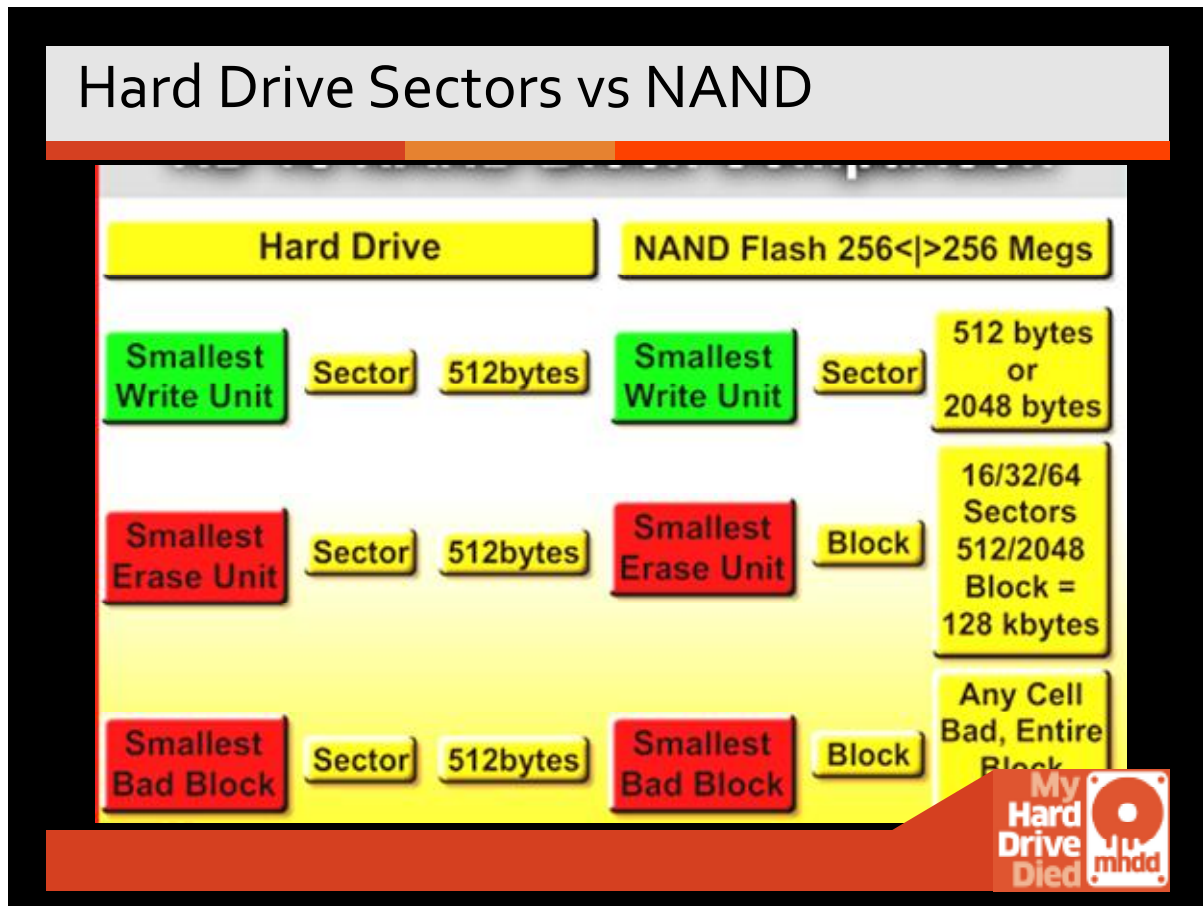 Hard Drive Sectors vs NAND
Hard Drive
NAND Flash 256<|>256 Megs
Smallest
Write Unit
Sector
512bytes
Smallest
Write Unit
Sector
512 bytes
or
2048 bytes
Smallest
Erase Unit
Sector
512bytes
Smallest
Erase Unit
Block
16/32/64
Sectors
512/2048
Block =
128 kbytes
Smallest
Bad Block
Sector
512bytes
Smallest
Bad Block
Block
Any Cell
Bad, Entire
Block
My
Hard
Drive
Died
mhdd